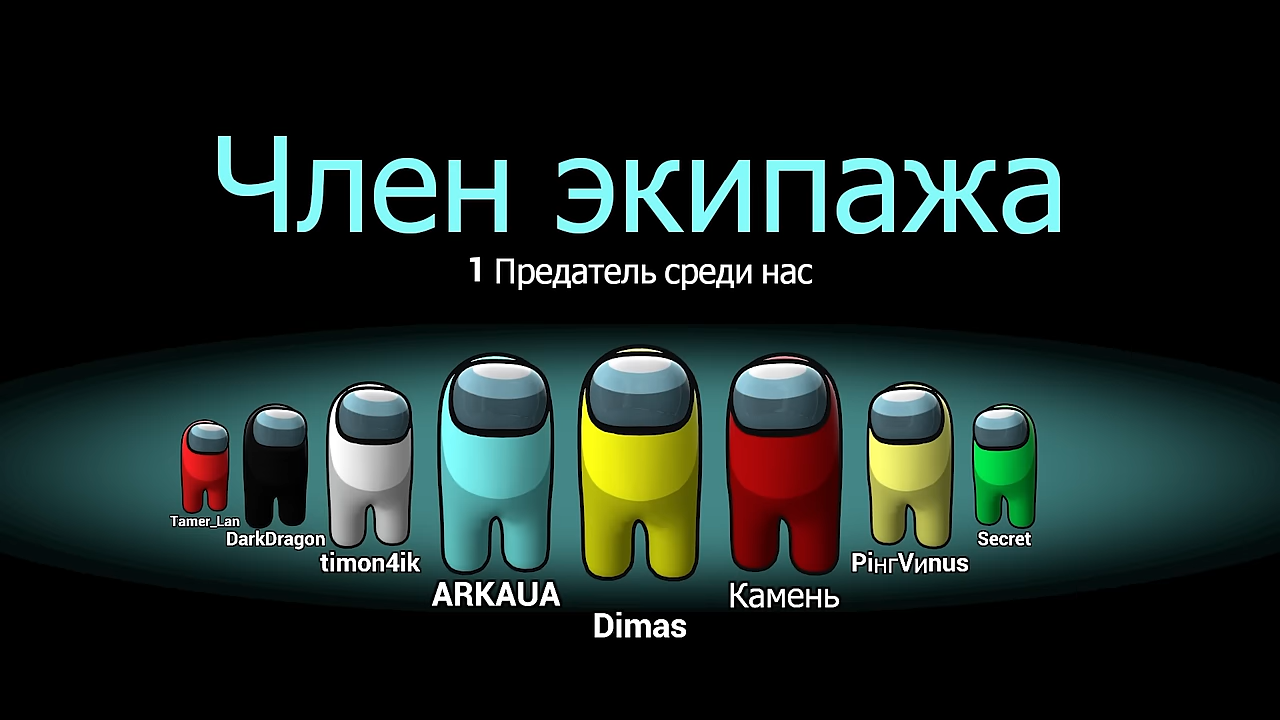 Член экипажа
1 Предатель среди нас
Tamer_Lan
DarkDragon
timon4ik
ARKAUA
Dimas
Камень
PiнгVиnus
Secret